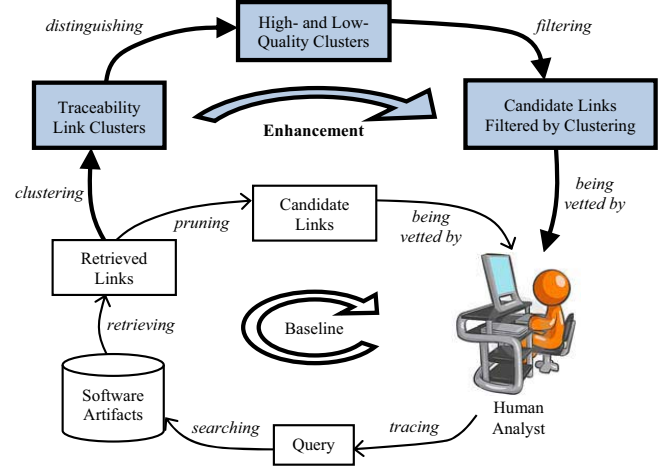 distinguishing
High- and Low-
Quality Clusters
filtering
Traceability
Link Clusters
Enhancement
Candidate Links
Filtered by Clustering
clustering
being
vetted by
pruning
Candidate
Links
being
vetted by
Retrieved
Links
retrieving
Baseline
Software
Artifacts
searching
Query
tracing
Human
Analyst